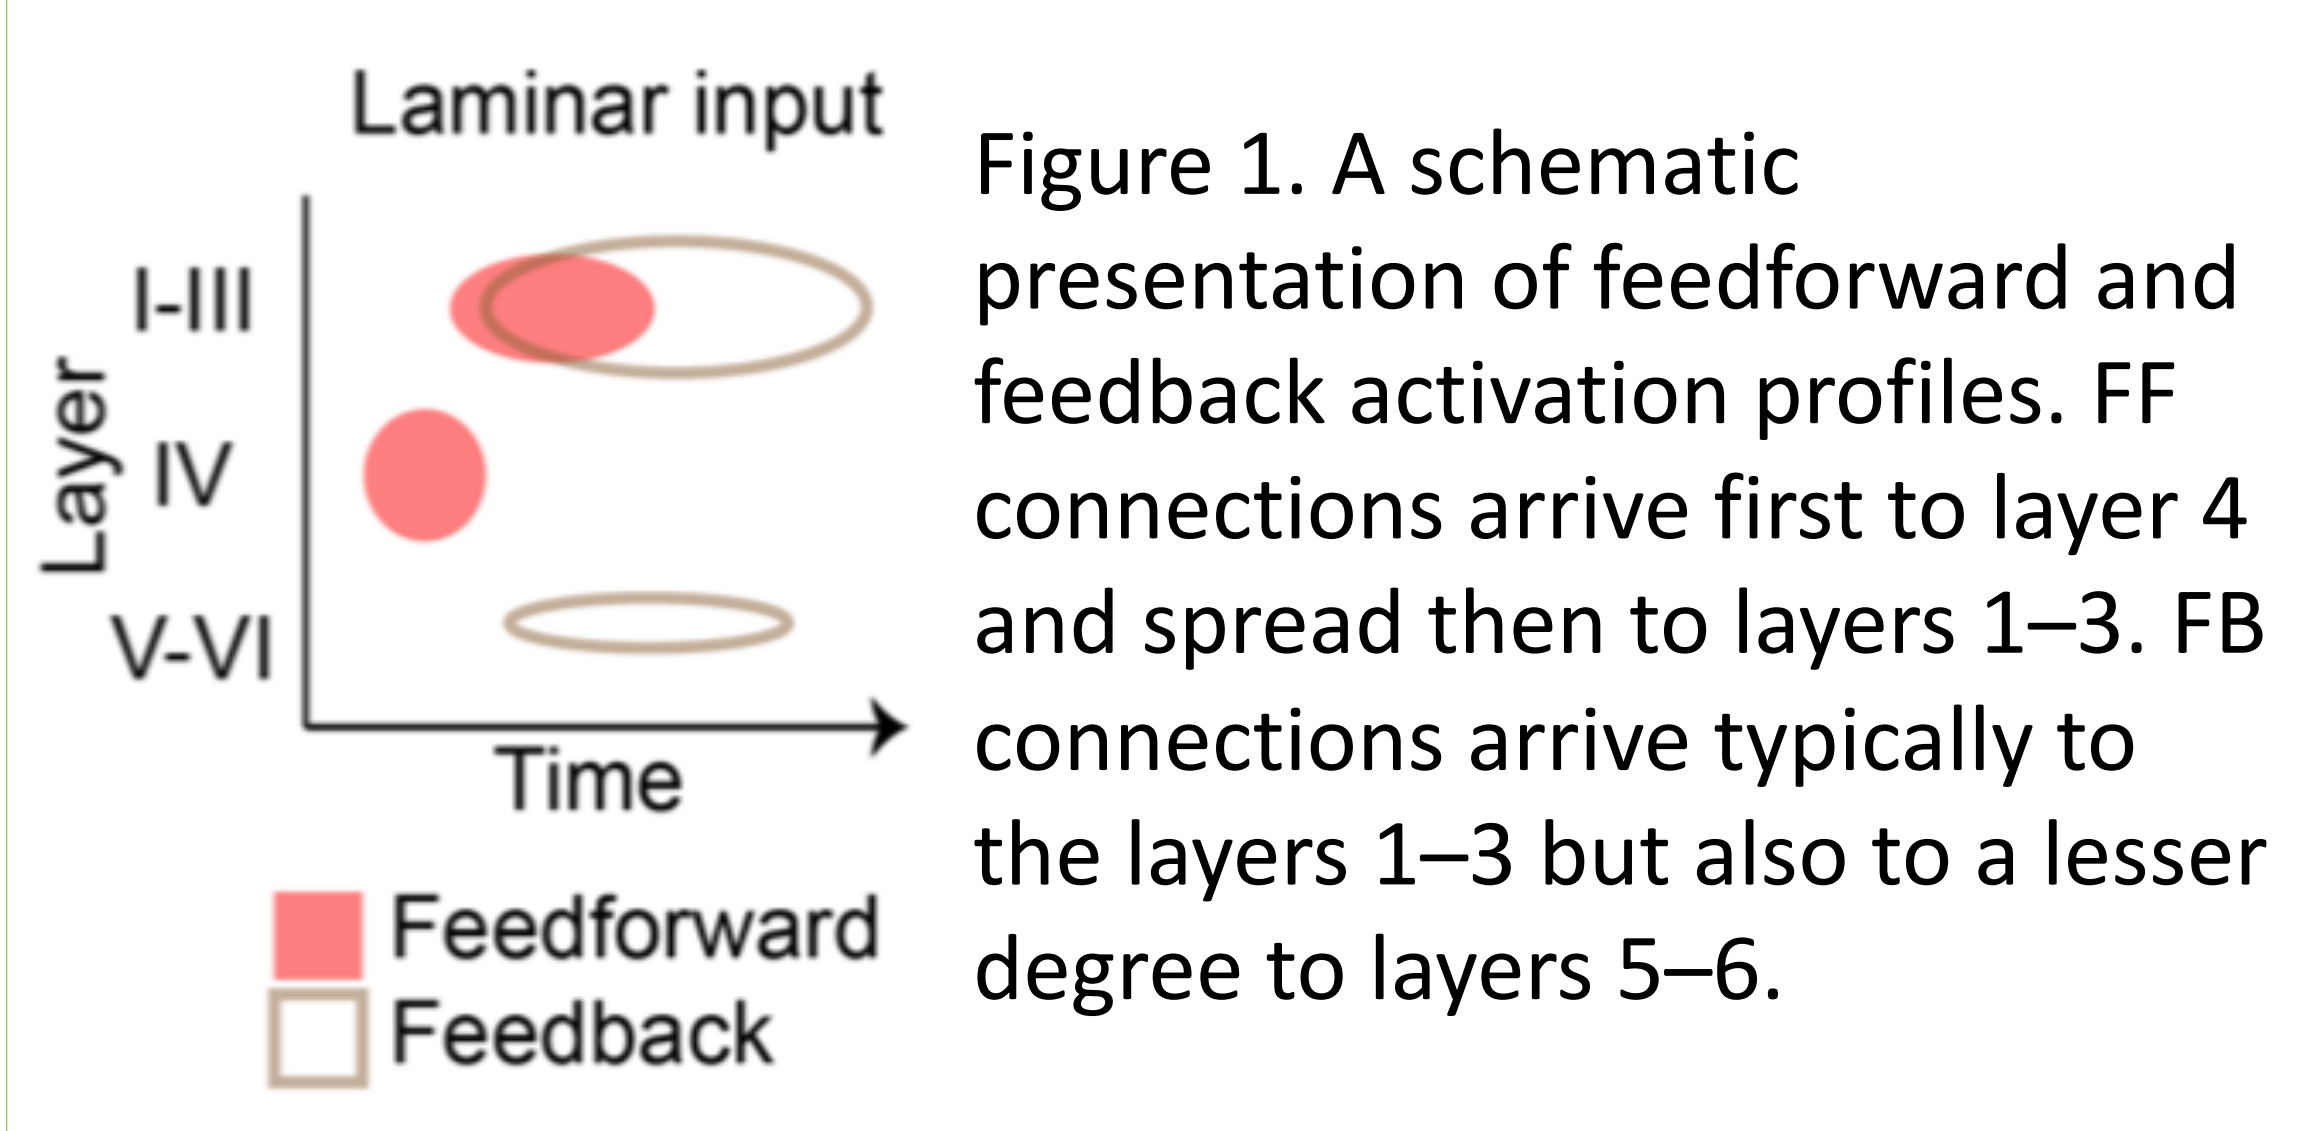 Laminar input
I-III
IV
V-VI
Layer
Time
Feedforward
Feedback
Figure 1. A schematic
presentation of feedforward and
feedback activation profiles. FF
connections arrive first to layer 4
and spread then to layers 1–3. FB
connections arrive typically to
the layers 1–3 but also to a lesser
degree to layers 5–6.